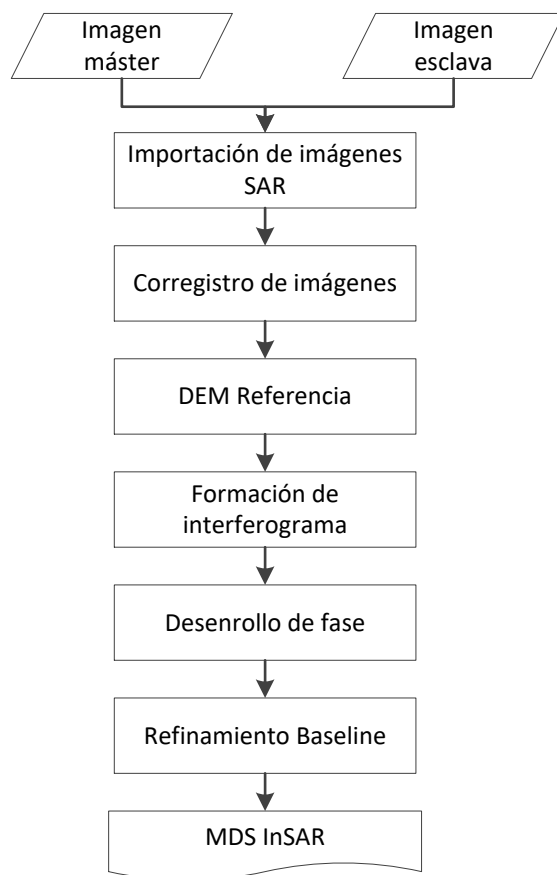 Imagen
máster
Imagen
esclava
Importación de imágenes
SAR
Corregistro de imágenes
DEM Referencia
Formación de
interferograma
Desenrollo de fase
Refinamiento Baseline
MDS InSAR